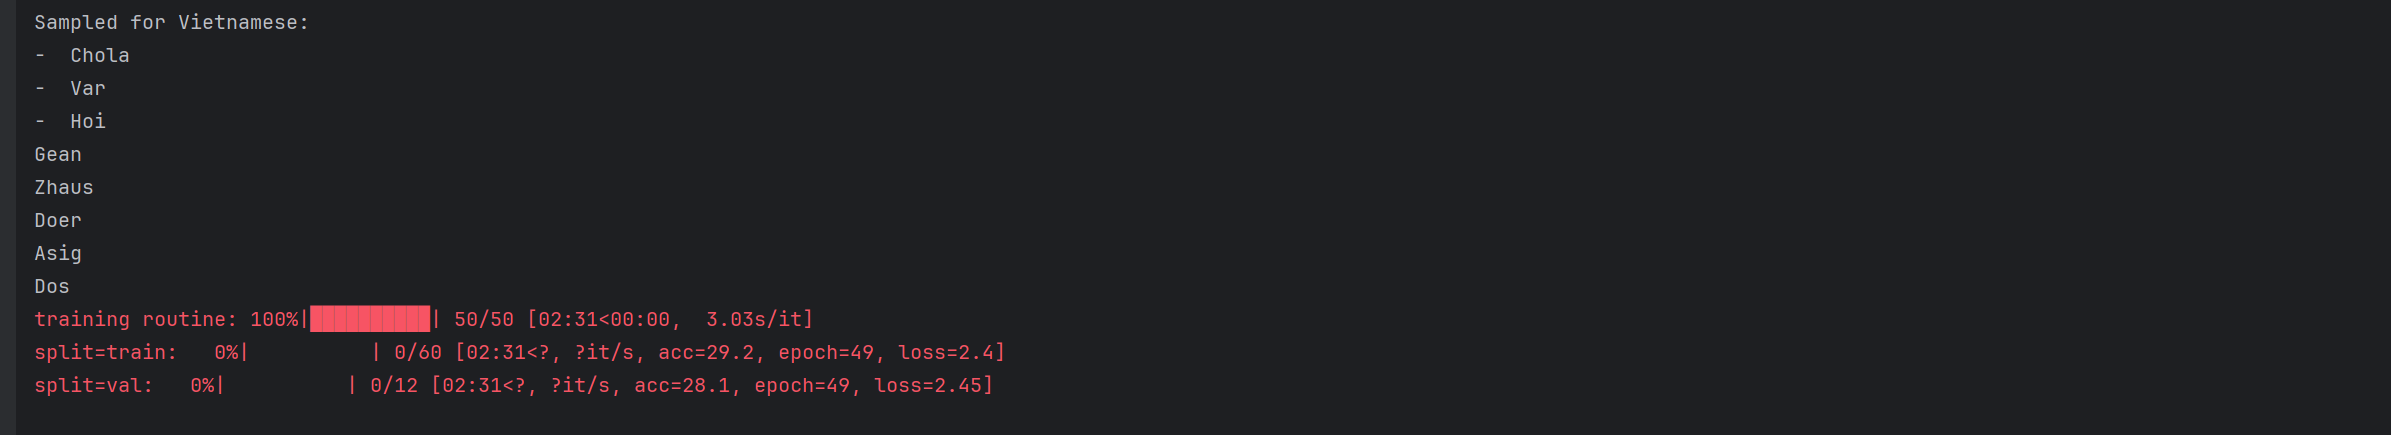 Sampled for Vietnamese:
-  Chola
-  Var
-  Hoi
Gean
Zhaus
Doer
Asig
Dos
training routine: 100%|██████████| 50/50 [02:31<00:00,  3.03s/it]
split=train:   0%|          | 0/60 [02:31<?, ?it/s, acc=29.2, epoch=49, loss=2.4]
split=val:   0%|          | 0/12 [02:31<?, ?it/s, acc=28.1, epoch=49, loss=2.45]